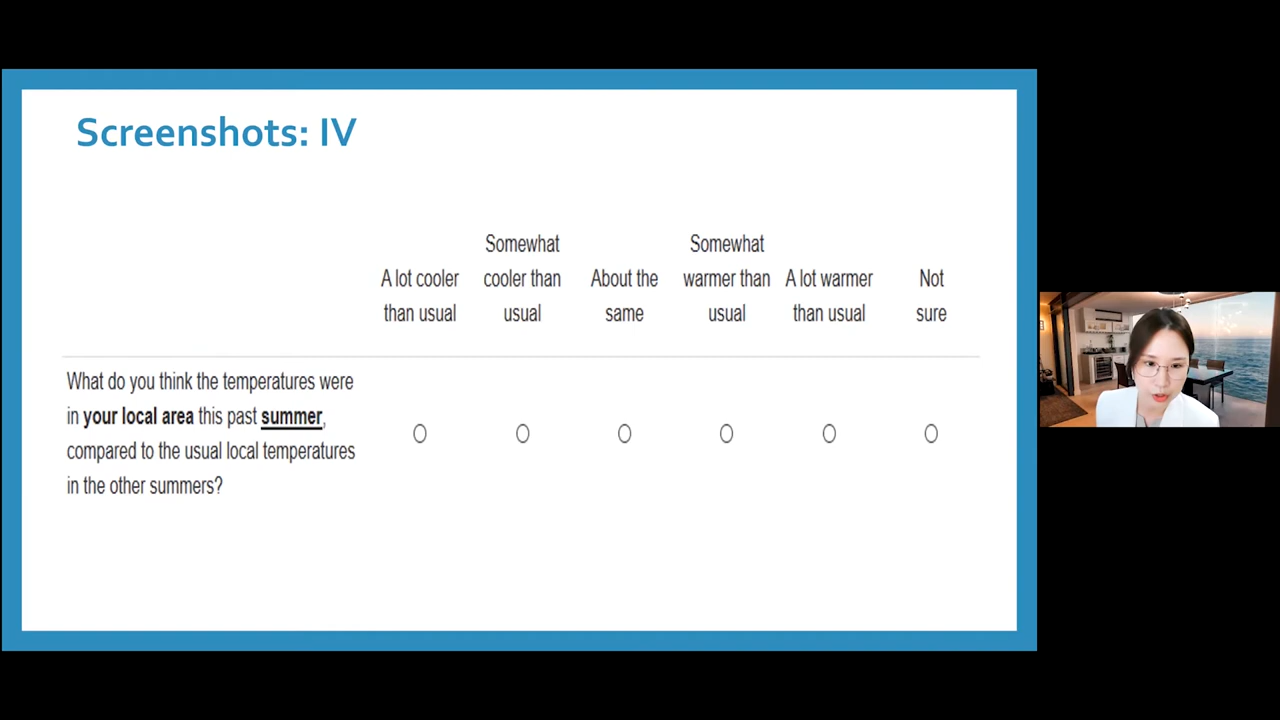 Screenshots: IV
Somewhat Somewhat
A lot cooler cooler than About the warmer than A lot warmer Not
than usual usual same usual than usual sure
What do you think the temperatures were
in your local area this past summer,
compared to the usual local temperatures
in the other summers?